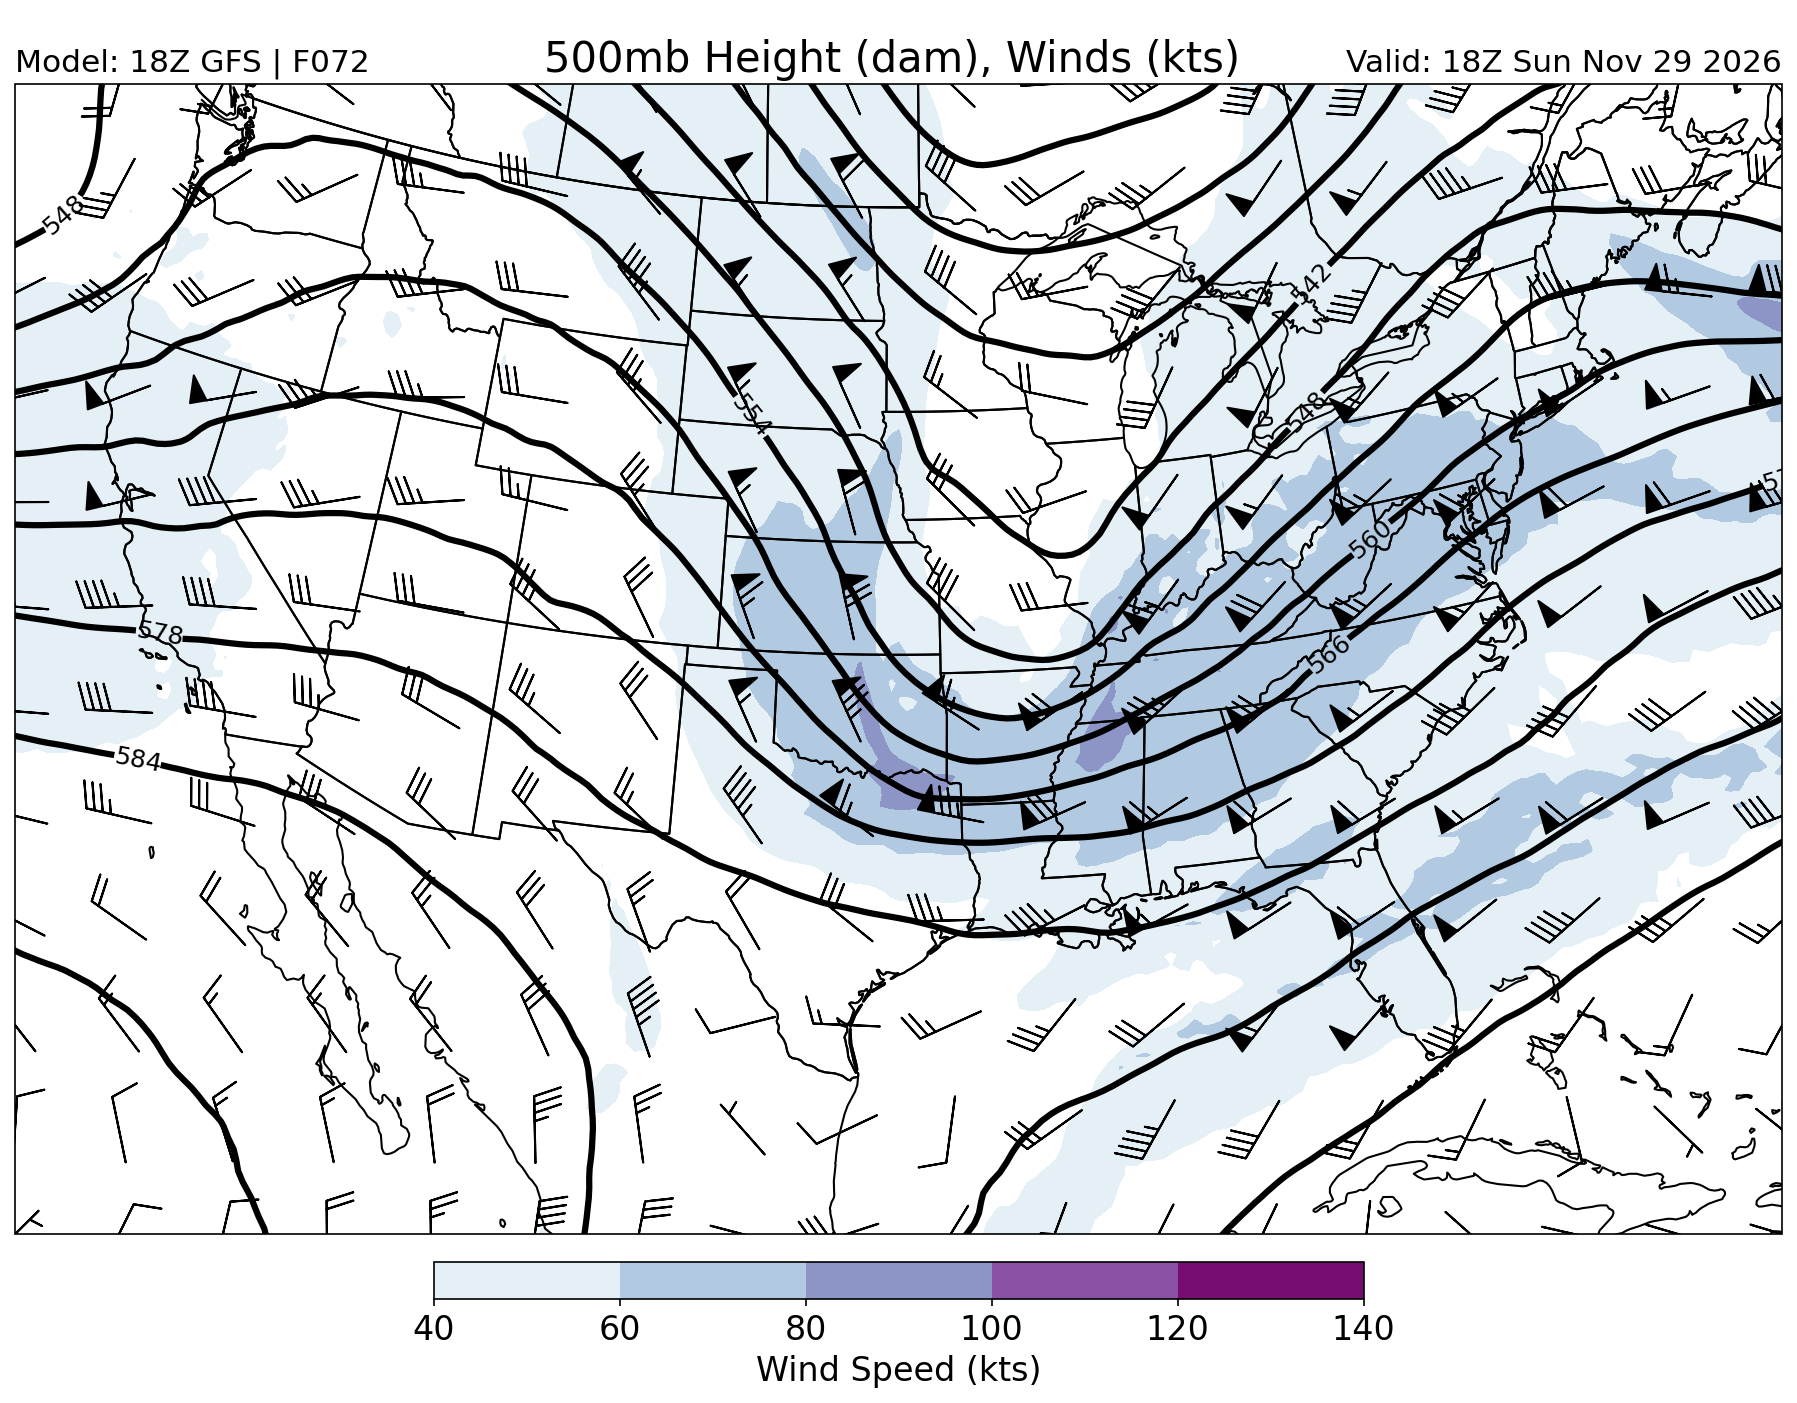 Model: 18Z GFS | F072
500mb Height (dam), Winds (kts)
Valid: 18Z Sun Nov 29 2026
548
542
554
548
560
578
566
584
40 60 80 100 120 140
Wind Speed (kts)